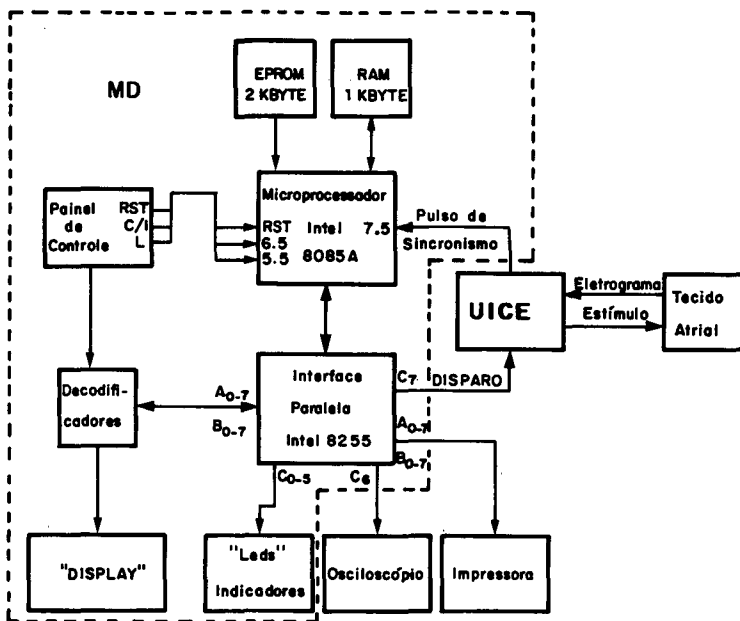 MD
EPROM
2 KBYTE
RAM
1 KBYTE
Painel
de
Controle
RST
C/I
L
Microprocessador
RST
6.5
5.5
Intel
8085A
7.5
Pulso de
Sincronismo
UICE
Eletrograma
Estímulo
Tecido
Atrial
Decodifi-
cadores
A0-7
B0-7
Interface
Paralela
Intel 8255
C7
DISPARO
A0-7
B0-7
C0-5
C6
"DISPLAY"
"Leds"
Indicadores
Osciloscópio
Impressora